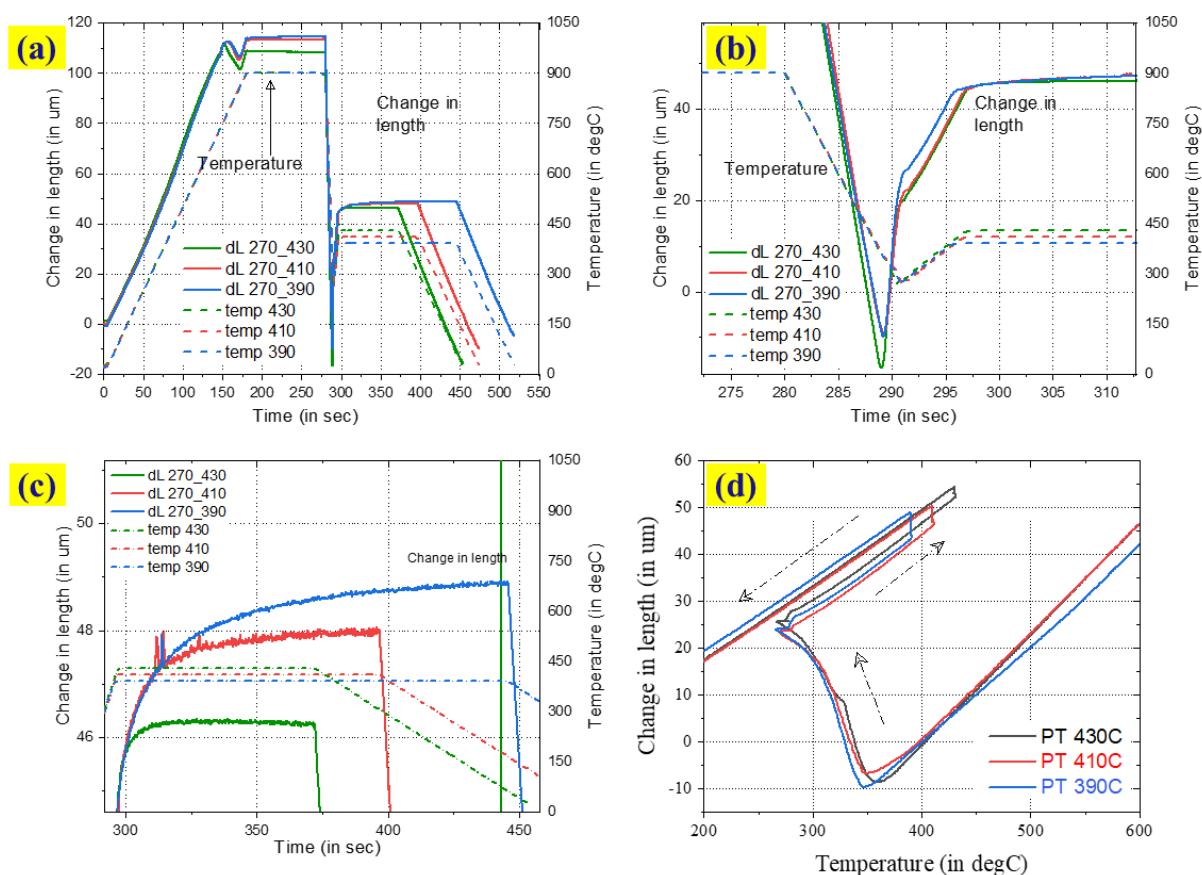 (a)
Change in length (in um)
120
100
80
60
40
20
0
-20
1050
900
750
600
450
300
150
0
Temperature (in degC)
Change in
length
Temperature
dL 270_430
dL 270_410
dL 270_390
temp 430
temp 410
temp 390
0 50 100 150 200 250 300 350 400 450 500 550
Time (in sec)
(b)
Change in length (in um)
40
20
0
1050
900
750
600
450
300
150
0
Temperature (in degC)
Change in
length
Temperature
dL 270_430
dL 270_410
dL 270_390
temp 430
temp 410
temp 390
275 280 285 290 295 300 305 310
Time (in sec)
(c)
Change in length (in um)
50
48
46
1050
900
750
600
450
300
150
0
Temperature (in degC)
dL 270_430
dL 270_410
dL 270_390
temp 430
temp 410
temp 390
Change in length
300 350 400 450
Time (in sec)
(d)
Change in length (in um)
60
50
40
30
20
10
0
-10
PT 430C
PT 410C
PT 390C
200 300 400 500 600
Temperature (in degC)